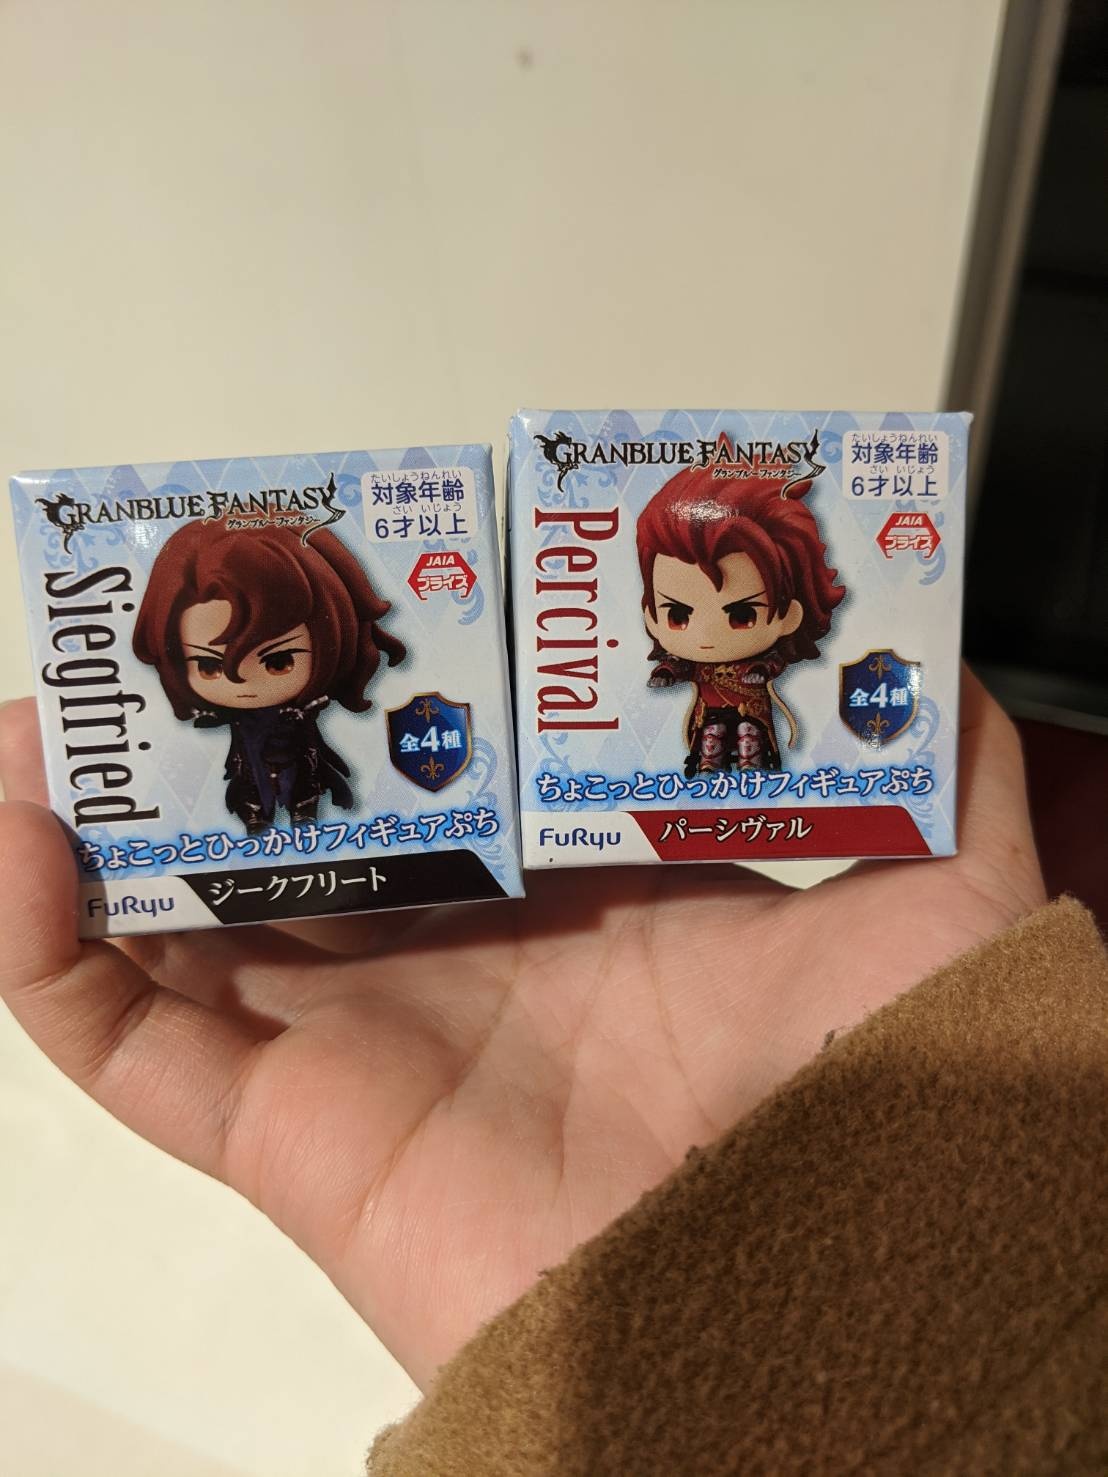 GRANBLUE FANTASY
グランブルーファンタジー
たいしょうねんれい
対象年齢
さい いじょう
6才以上
JAIA
プライズ
Siegfried
全4種
ちょこっとひっかけフィギュアぷち
FuRyu
ジークフリート
GRANBLUE FANTASY
グランブルーファンタジー
たいしょうねんれい
対象年齢
さい いじょう
6才以上
JAIA
プライズ
Percival
全4種
ちょこっとひっかけフィギュアぷち
FuRyu
パーシヴァル